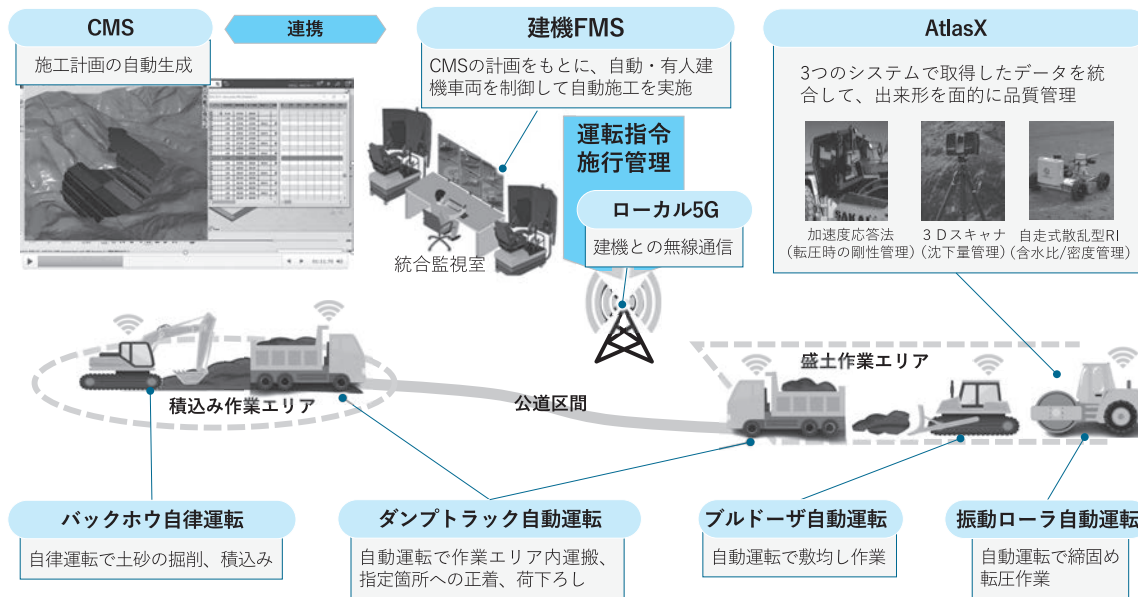 CMS
施工計画の自動生成
連携
建機FMS
CMSの計画をもとに、自動・有人建
機車両を制御して自動施工を実施
AtlasX
3つのシステムで取得したデータを統
合して、出来形を面的に品質管理
加速度応答法
(転圧時の剛性管理)
３Ｄスキャナ
(沈下量管理)
自走式散乱型RI
(含水比/密度管理)
SAKAI
運転指令
施行管理
ローカル5G
建機との無線通信
統合監視室
積込み作業エリア
公道区間
盛土作業エリア
バックホウ自律運転
自律運転で土砂の掘削、積込み
ダンプトラック自動運転
自動運転で作業エリア内運搬、
指定箇所への正着、荷下ろし
ブルドーザ自動運転
自動運転で敷均し作業
振動ローラ自動運転
自動運転で締固め
転圧作業